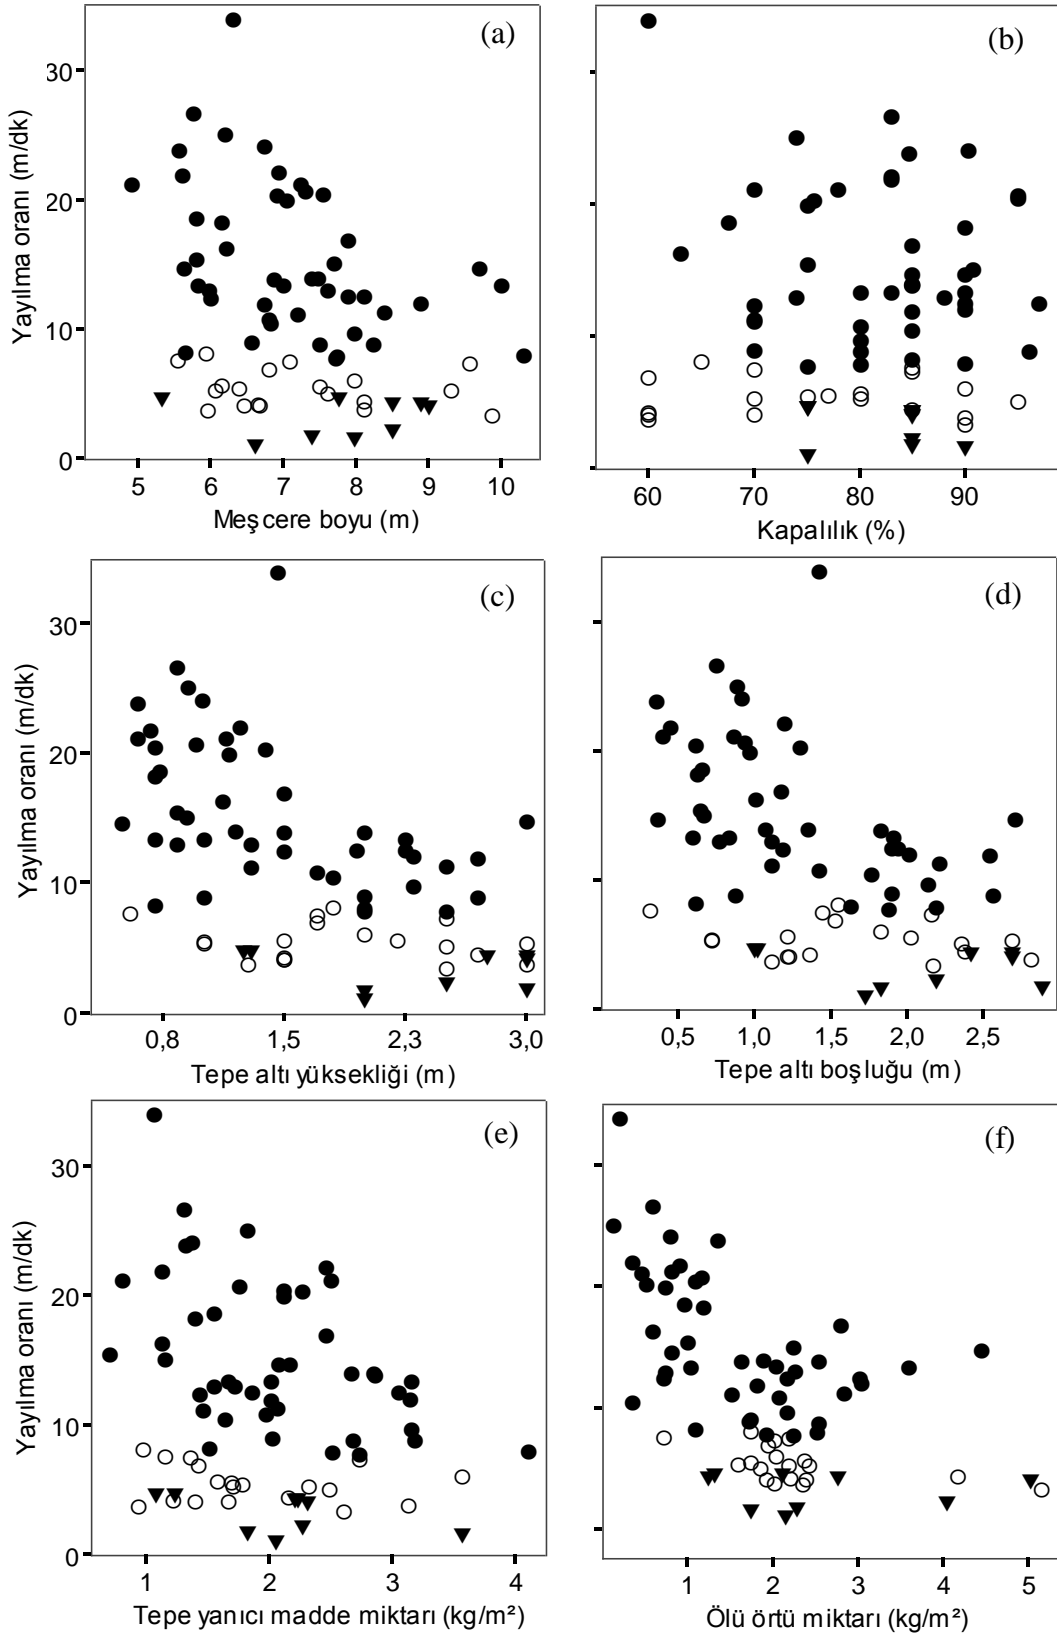 (a)
30
20
10
0
Yayılma oranı (m/dk)
5 6 7 8 9 10
Meşcere boyu (m)
(b)
60 70 80 90
Kapalılık (%)
(c)
30
20
10
0
Yayılma oranı (m/dk)
0,8 1,5 2,3 3,0
Tepe altı yüksekliği (m)
(d)
0,5 1,0 1,5 2,0 2,5
Tepe altı boşluğu (m)
(e)
30
20
10
0
Yayılma oranı (m/dk)
1 2 3 4
Tepe yanıcı madde miktarı (kg/m²)
(f)
1 2 3 4 5
Ölü örtü miktarı (kg/m²)